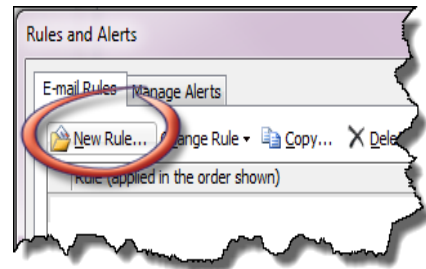 Rules and Alerts
E-mail Rules Manage Alerts
New Rule... Change Rule Copy... Dele
Rule (applied in the order shown)